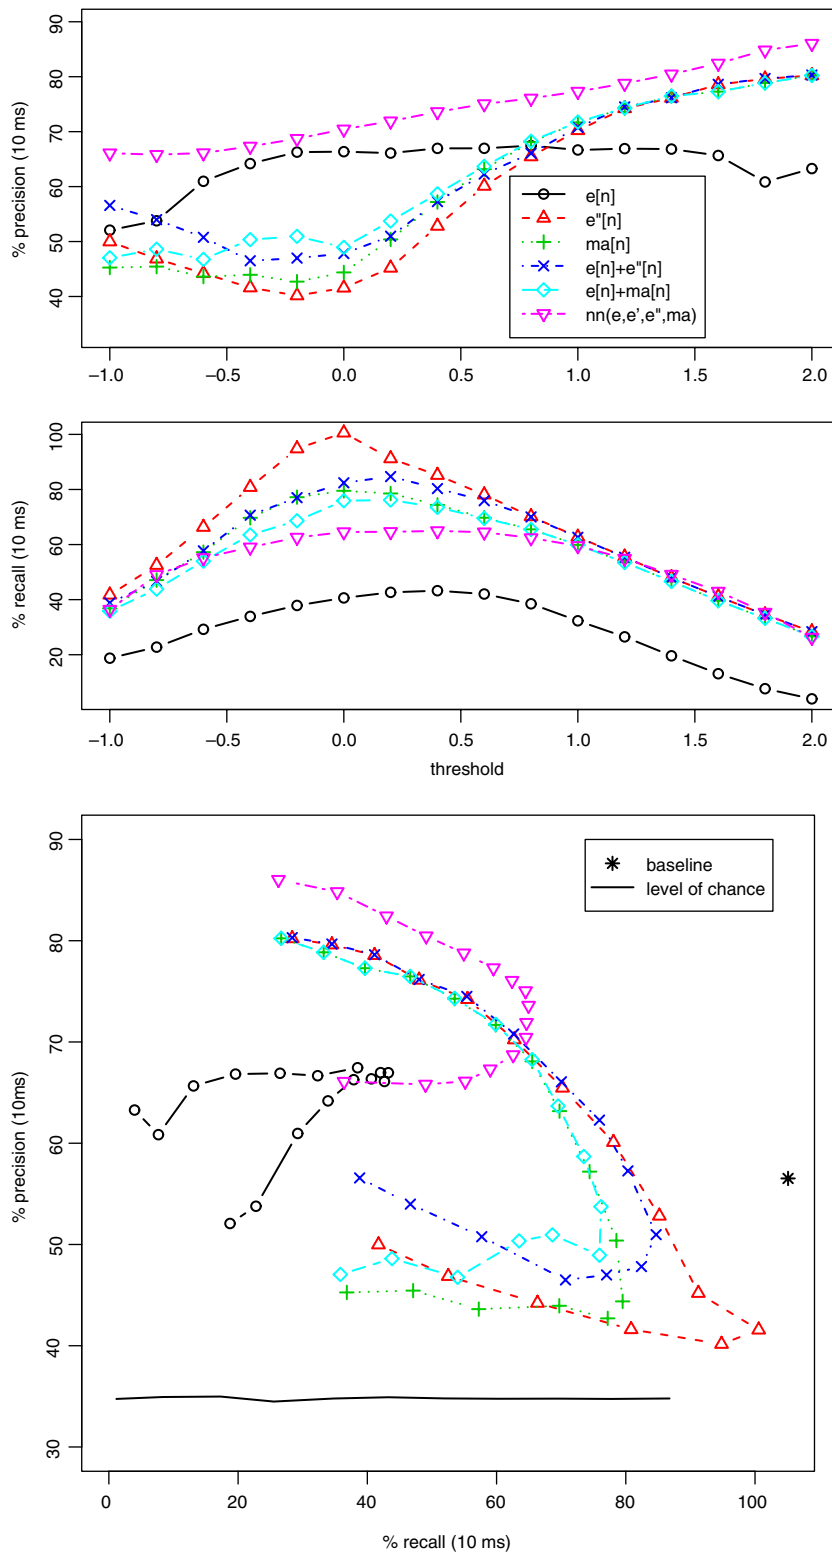 90
80
70
60
50
40
% precision (10 ms)
e[n]
e"[n]
ma[n]
e[n]+e"[n]
e[n]+ma[n]
nn(e,e',e",ma)
−1.0 −0.5 0.0 0.5 1.0 1.5 2.0
100
80
60
40
20
% recall (10 ms)
−1.0 −0.5 0.0 0.5 1.0 1.5 2.0
threshold
90
80
70
60
50
40
30
% precision (10ms)
baseline
level of chance
0 20 40 60 80 100
% recall (10 ms)